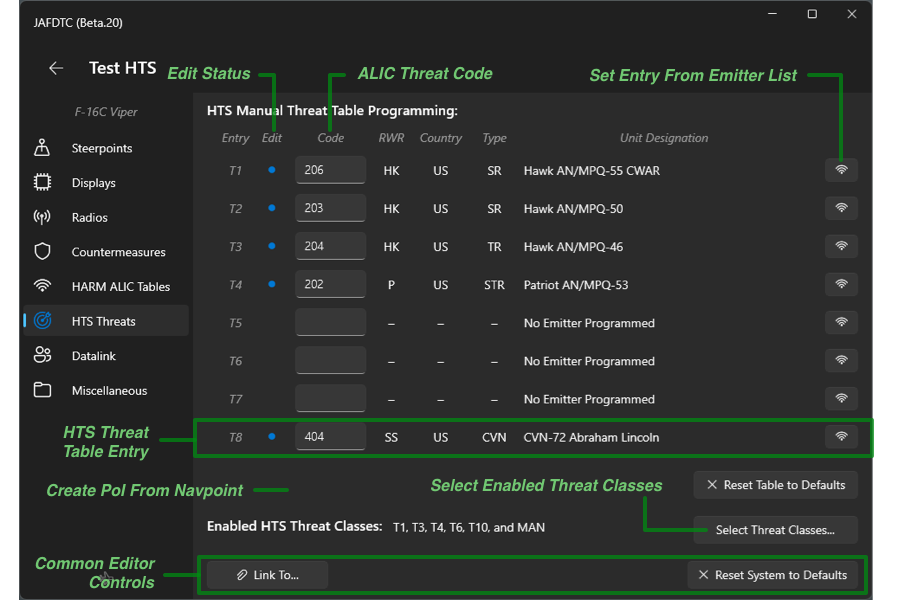 JAFDTC (Beta.20)
Test HTS
Edit Status
ALIC Threat Code
Set Entry From Emitter List
F-16C Viper
Steerpoints
Displays
Radios
Countermeasures
HARM ALIC Tables
HTS Threats
Datalink
Miscellaneous
HTS Manual Threat Table Programming:
Entry Edit Code RWR Country Type Unit Designation
T1 206 HK US SR Hawk AN/MPQ-55 CWAR
T2 203 HK US SR Hawk AN/MPQ-50
T3 204 HK US TR Hawk AN/MPQ-46
T4 202 P US STR Patriot AN/MPQ-53
T5 – – – No Emitter Programmed
T6 – – – No Emitter Programmed
T7 – – – No Emitter Programmed
T8 404 SS US CVN CVN-72 Abraham Lincoln
HTS Threat
Table Entry
Create PoI From Navpoint
Select Enabled Threat Classes
Reset Table to Defaults
Enabled HTS Threat Classes: T1, T3, T4, T6, T10, and MAN
Select Threat Classes...
Common Editor
Controls
Link To...
Reset System to Defaults